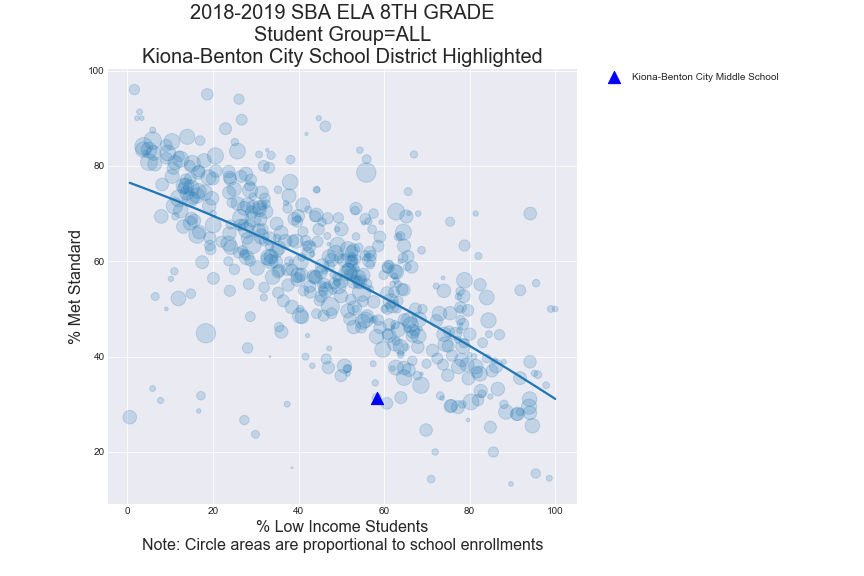 2018-2019 SBA ELA 8TH GRADE
Student Group=ALL
Kiona-Benton City School District Highlighted
100
80
60
40
20
% Met Standard
0
20
40
60
80
100
% Low Income Students
Note: Circle areas are proportional to school enrollments
Kiona-Benton City Middle School